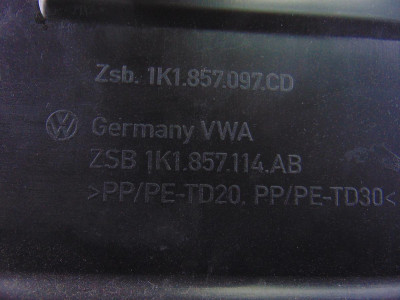 Zsb. 1K1.857.097.CD
Germany VWA
ZSB 1K1.857.114.AB
>PP/PE-TD20, PP/PE-TD30<